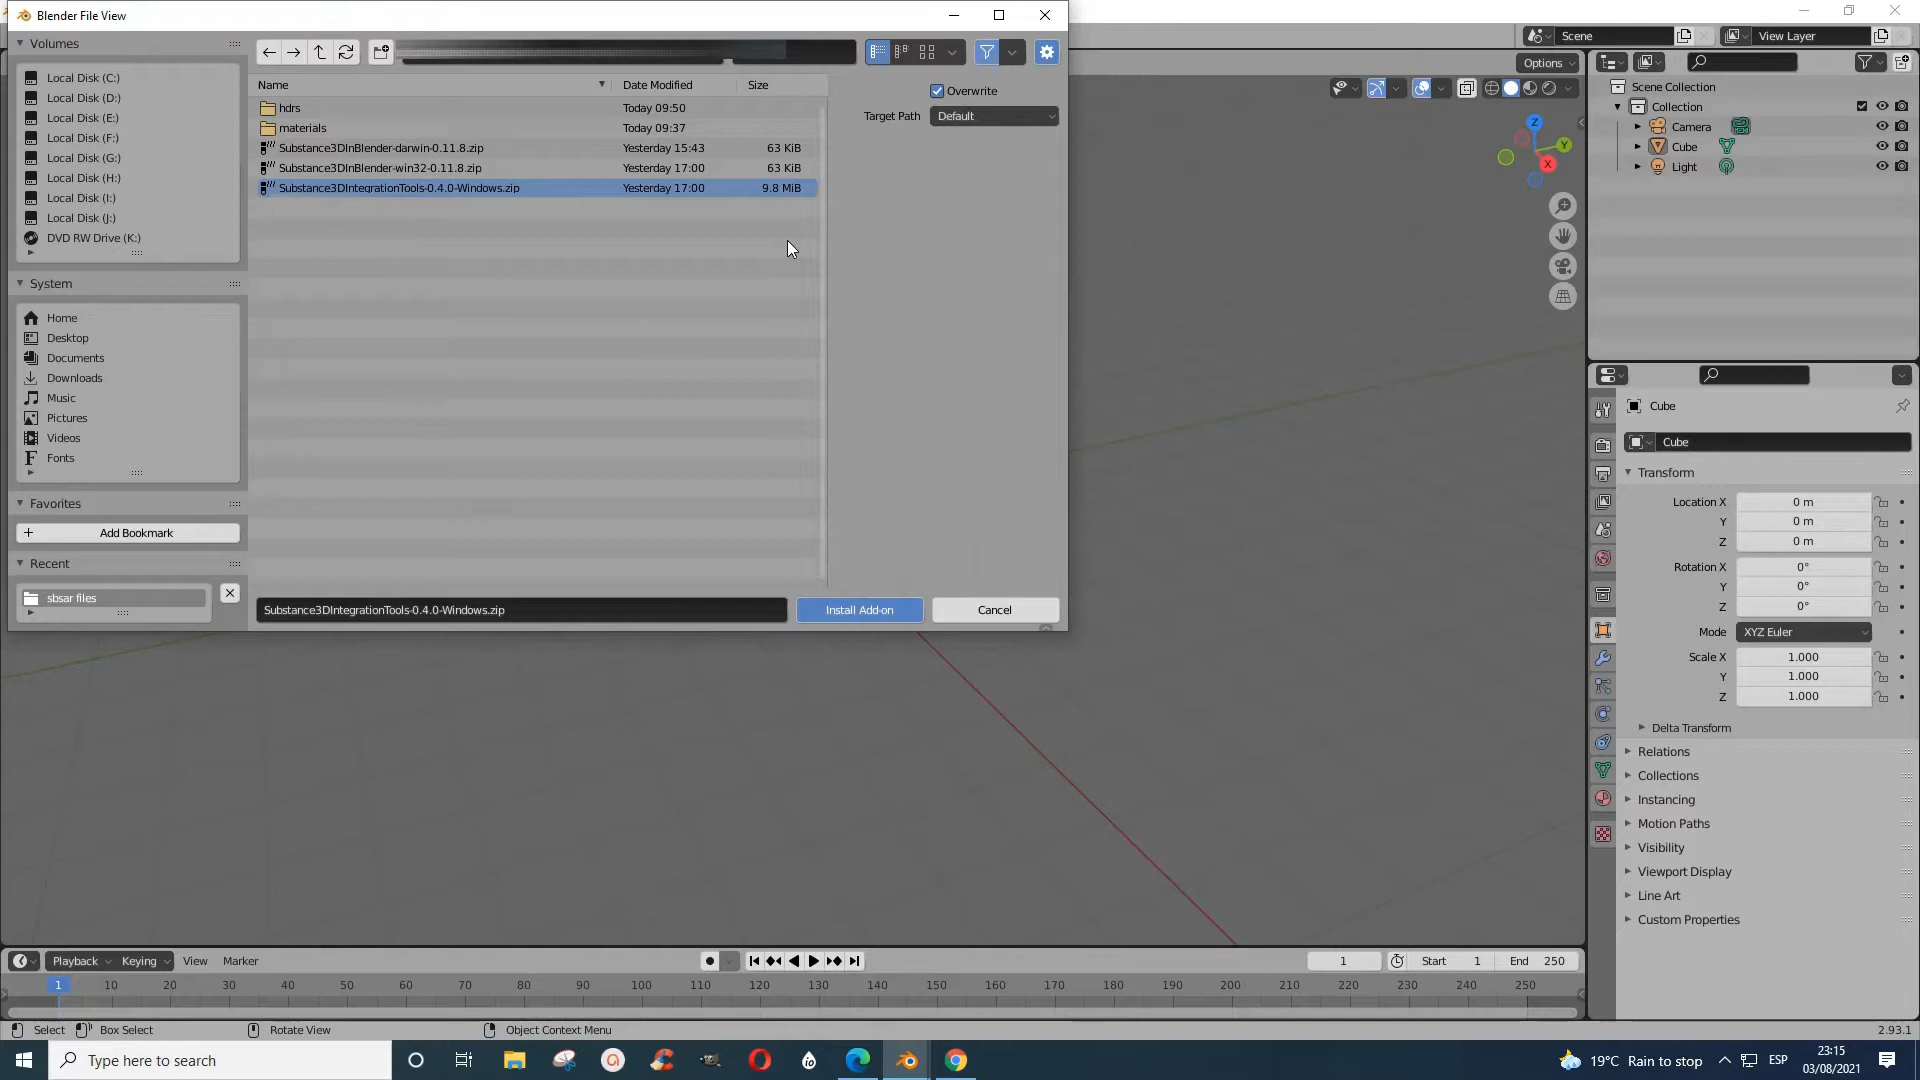 Blender File View
Volumes
Local Disk (C:)
Local Disk (D:)
Local Disk (E:)
Local Disk (F:)
Local Disk (G:)
Local Disk (H:)
Local Disk (I:)
Local Disk (J:)
DVD RW Drive (K:)
System
Home
Desktop
Documents
Downloads
Music
Pictures
Videos
Fonts
Favorites
Add Bookmark
Recent
sbsar files
Name Date Modified Size
hdrs Today 09:50
materials Today 09:37
Substance3DInBlender-darwin-0.11.8.zip Yesterday 15:43 63 KiB
Substance3DInBlender-win32-0.11.8.zip Yesterday 17:00 63 KiB
Substance3DIntegrationTools-0.4.0-Windows.zip Yesterday 17:00 9.8 MiB
Overwrite
Target Path Default
Substance3DIntegrationTools-0.4.0-Windows.zip Install Add-on Cancel
Scene View Layer
Options
Z
Y
X
Scene Collection
Collection
Camera
Cube
Light
Cube
Cube
Transform
Location X 0 m
Y 0 m
Z 0 m
Rotation X 0°
Y 0°
Z 0°
Mode XYZ Euler
Scale X 1.000
Y 1.000
Z 1.000
Delta Transform
Relations
Collections
Instancing
Motion Paths
Visibility
Viewport Display
Line Art
Custom Properties
Playback Keying View Marker 1 Start 1 End 250
1 10 20 30 40 50 60 70 80 90 100 110 120 130 140 150 160 170 180 190 200 210 220 230 240 250
Select Box Select Rotate View Object Context Menu 2.93.1
Type here to search 19°C Rain to stop ESP 23:15
03/08/2021